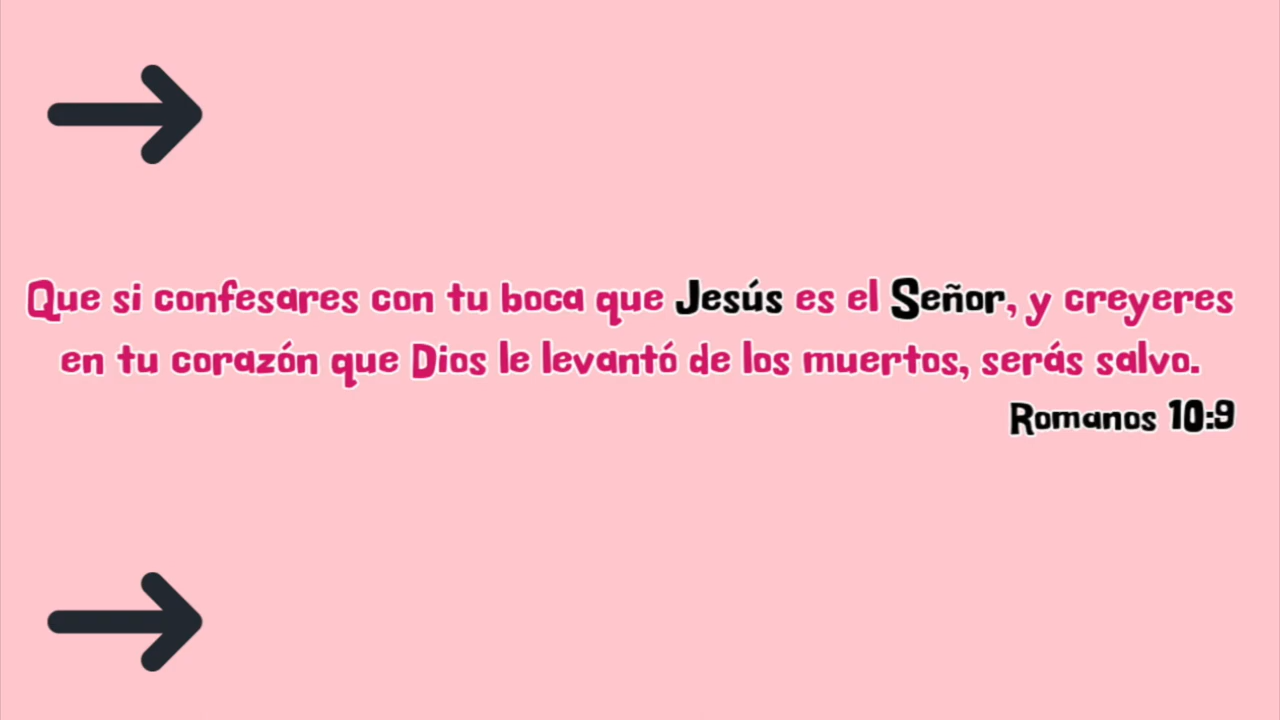 Que si confesares con tu boca que Jesús es el Señor, y creyeres
en tu corazón que Dios le levantó de los muertos, serás salvo.
Romanos 10:9